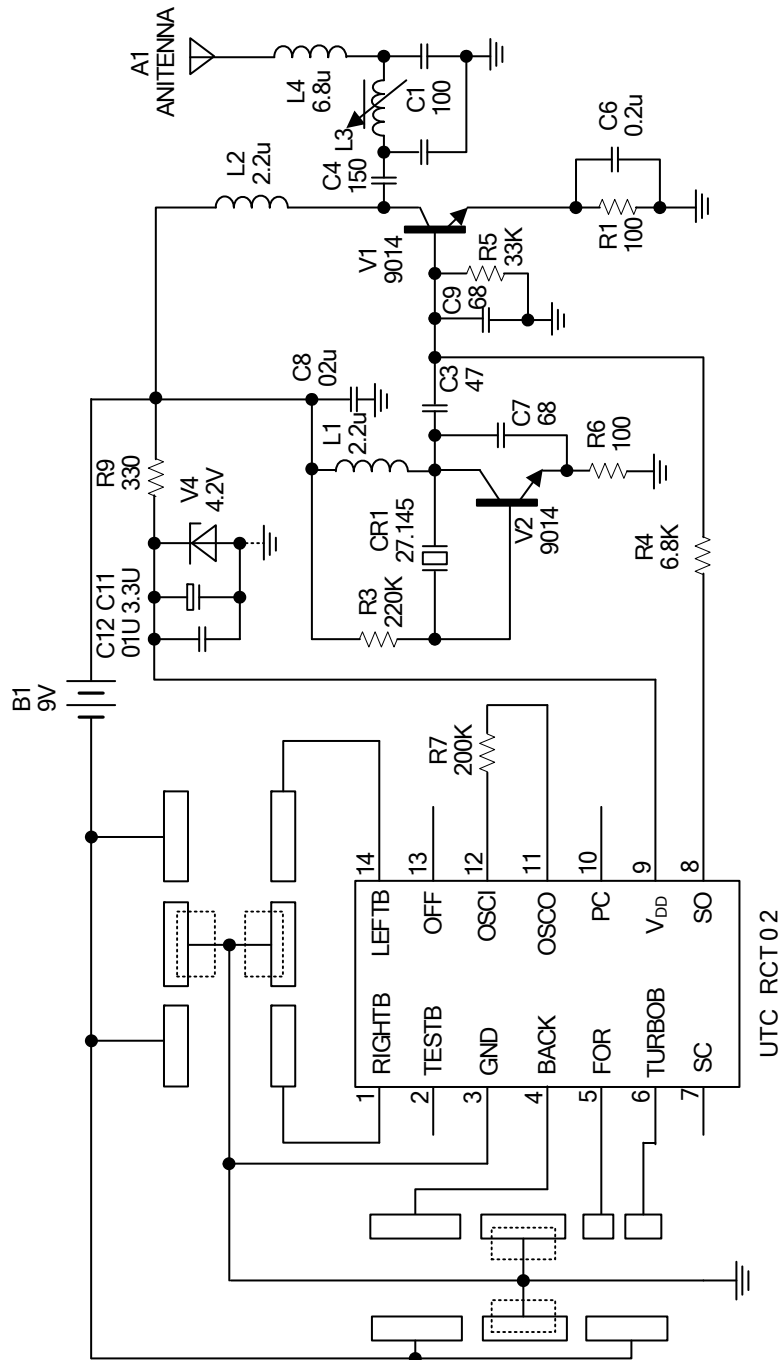 A1
ANITENNA
L4
6.8u
L3
C1
100
C4
150
L2
2.2u
C6
0.2u
R1
100
V1
9014
R5
33K
C9
68
C3
47
C8
02u
L1
2.2u
C7
68
R6
100
R9
330
V4
4.2V
C12 C11
01U 3.3U
CR1
27.145
V2
9014
R3
220K
R4
6.8K
B1
9V
R7
200K
14
13
12
11
10
9
8
LEFTB
OFF
OSCI
OSCO
PC
VDD
SO
RIGHTB
TESTB
GND
BACK
FOR
TURBOB
SC
1
2
3
4
5
6
7
UTC RCT 0 2